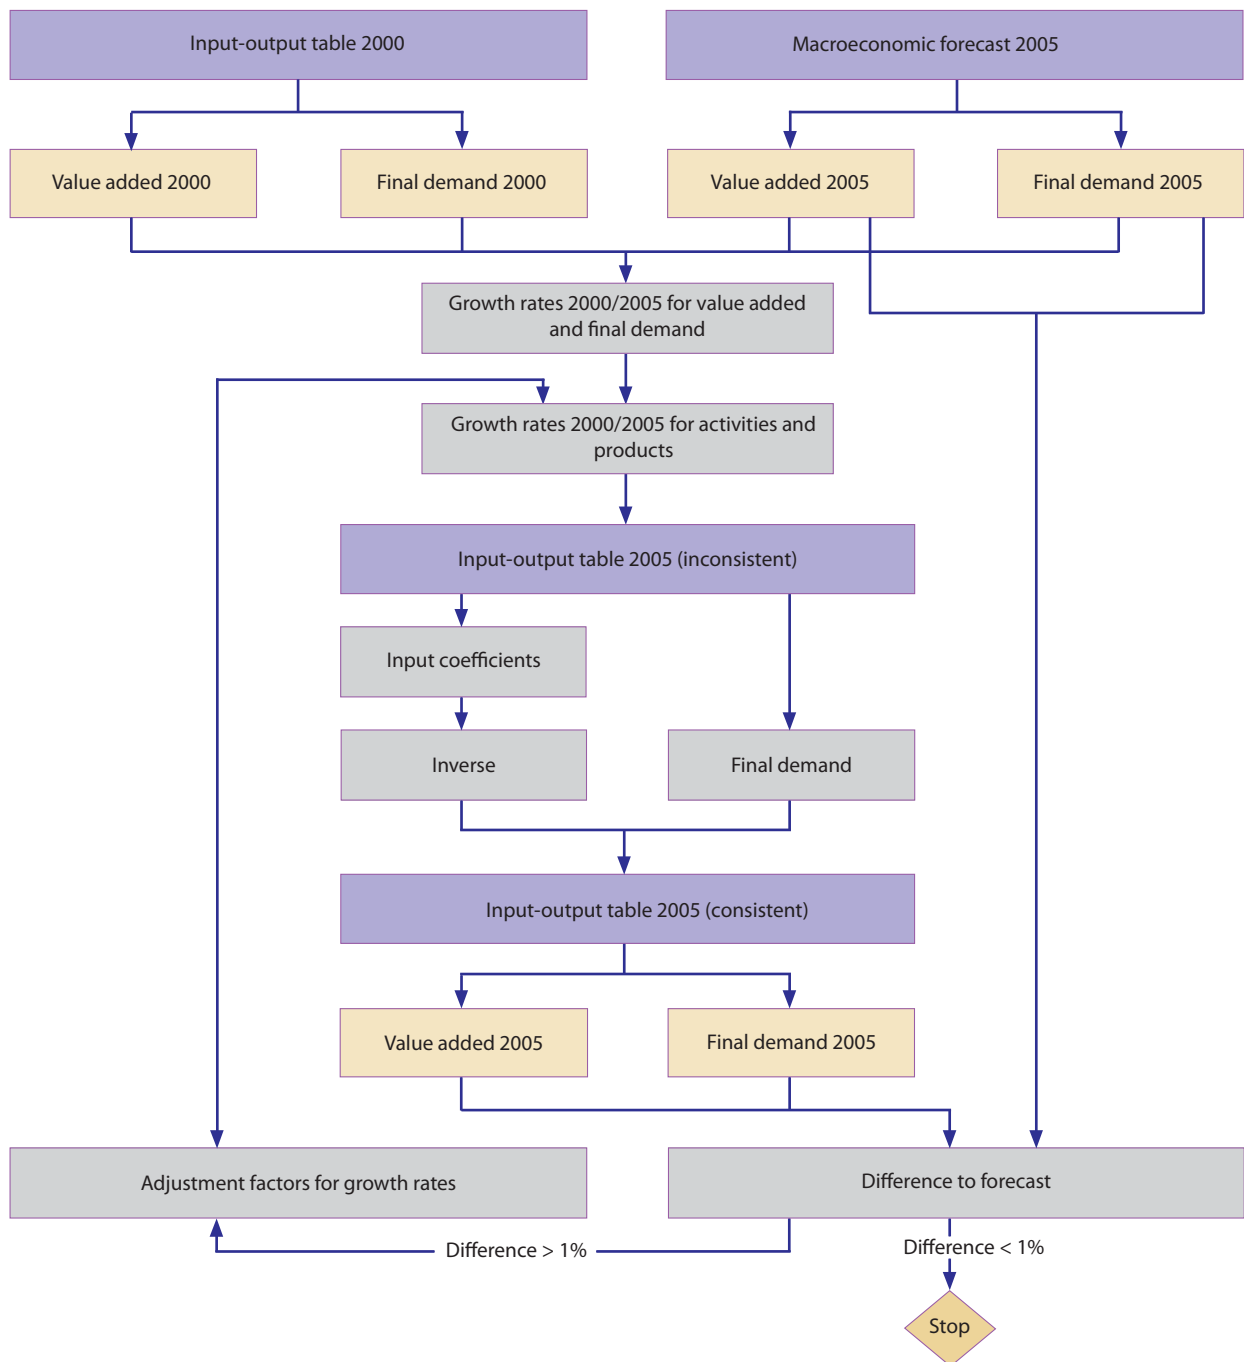 Input-output table 2000
Macroeconomic forecast 2005
Value added 2000
Final demand 2000
Value added 2005
Final demand 2005
Growth rates 2000/2005 for value added
and final demand
Growth rates 2000/2005 for activities and
products
Input-output table 2005 (inconsistent)
Input coefficients
Inverse
Final demand
Input-output table 2005 (consistent)
Value added 2005
Final demand 2005
Adjustment factors for growth rates
Difference to forecast
Difference > 1%
Difference < 1%
Stop